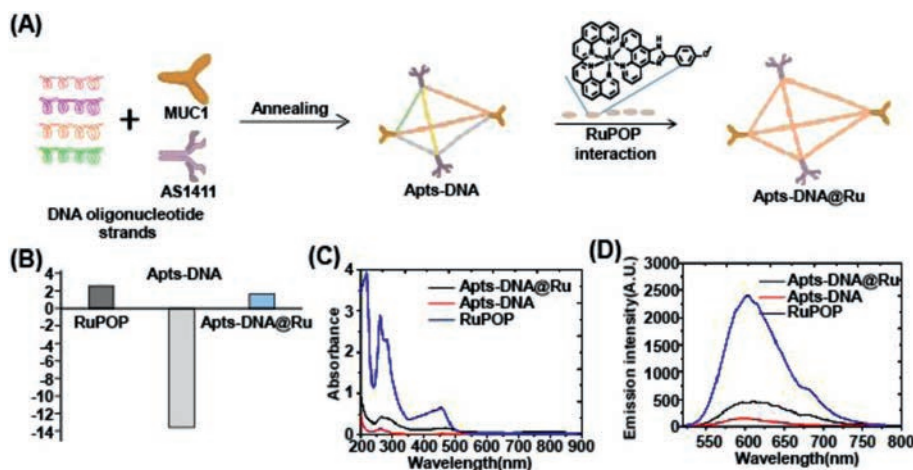 (A)
MUC1
AS1411
DNA oligonucleotide
strands
Annealing
Apts-DNA
N
H
N
RuPOP
interaction
Apts-DNA@Ru
(B)
4
2
0
2
-4
-6
-8
-10
-12
-14
Apts-DNA
RuPOP
Apts-DNA@Ru
(C)
Absorbance
4
3
2
1
0
Apts-DNA@Ru
Apts-DNA
RuPOP
200 300 400 500 600 700 800 900
Wavelength(nm)
(D)
Emission intensity(A.U.)
3000
2500
2000
1500
1000
500
0
Apts-DNA@Ru
Apts-DNA
RuPOP
550 600 650 700 750 800
Wavelength(nm)